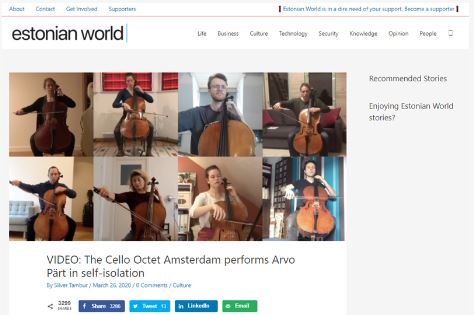 About Contact Get Involved Supporters
Estonian World is in a dire need of your support. Become a supporter
estonian world
Life Business Culture Technology Security Knowledge Opinion People
Recommended Stories
Enjoying Estonian World
stories?
VIDEO: The Cello Octet Amsterdam performs Arvo
Pärt in self-isolation
By Silver Tambur / March 26, 2020 / 0 Comments / Culture
3299
SHARES
Share 3286
Tweet 13
LinkedIn
Email